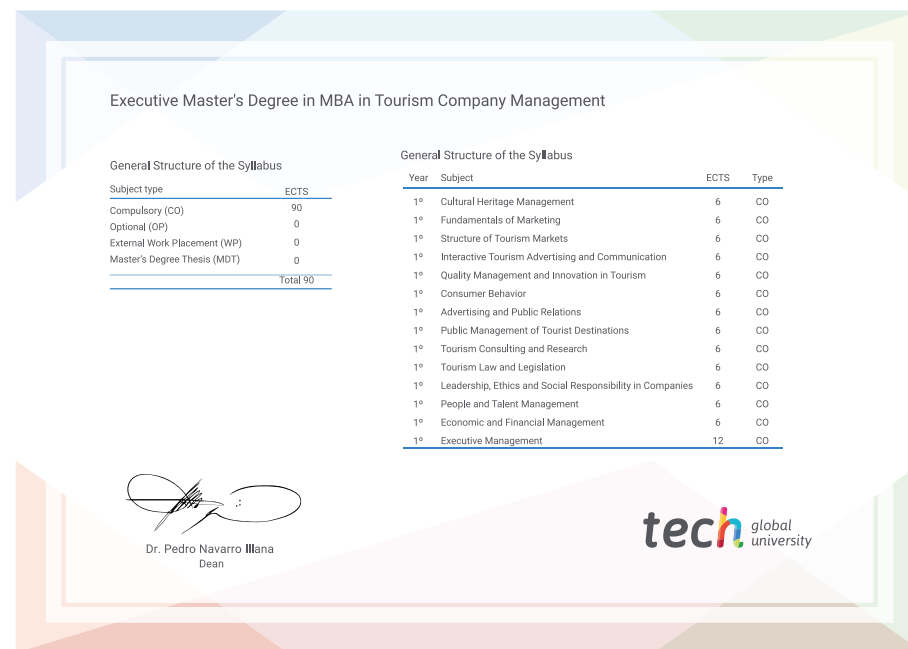 Executive Master's Degree in MBA in Tourism Company Management
General Structure of the Syllabus
Subject type ECTS
Compulsory (CO) 90
Optional (OP) 0
External Work Placement (WP) 0
Master's Degree Thesis (MDT) 0
Total 90
General Structure of the Syllabus
Year Subject ECTS Type
1º Cultural Heritage Management 6 CO
1º Fundamentals of Marketing 6 CO
1º Structure of Tourism Markets 6 CO
1º Interactive Tourism Advertising and Communication 6 CO
1º Quality Management and Innovation in Tourism 6 CO
1º Consumer Behavior 6 CO
1º Advertising and Public Relations 6 CO
1º Public Management of Tourist Destinations 6 CO
1º Tourism Consulting and Research 6 CO
1º Tourism Law and Legislation 6 CO
1º Leadership, Ethics and Social Responsibility in Companies 6 CO
1º People and Talent Management 6 CO
1º Economic and Financial Management 6 CO
1º Executive Management 12 CO
Dr. Pedro Navarro Illana
Dean
tech global
university